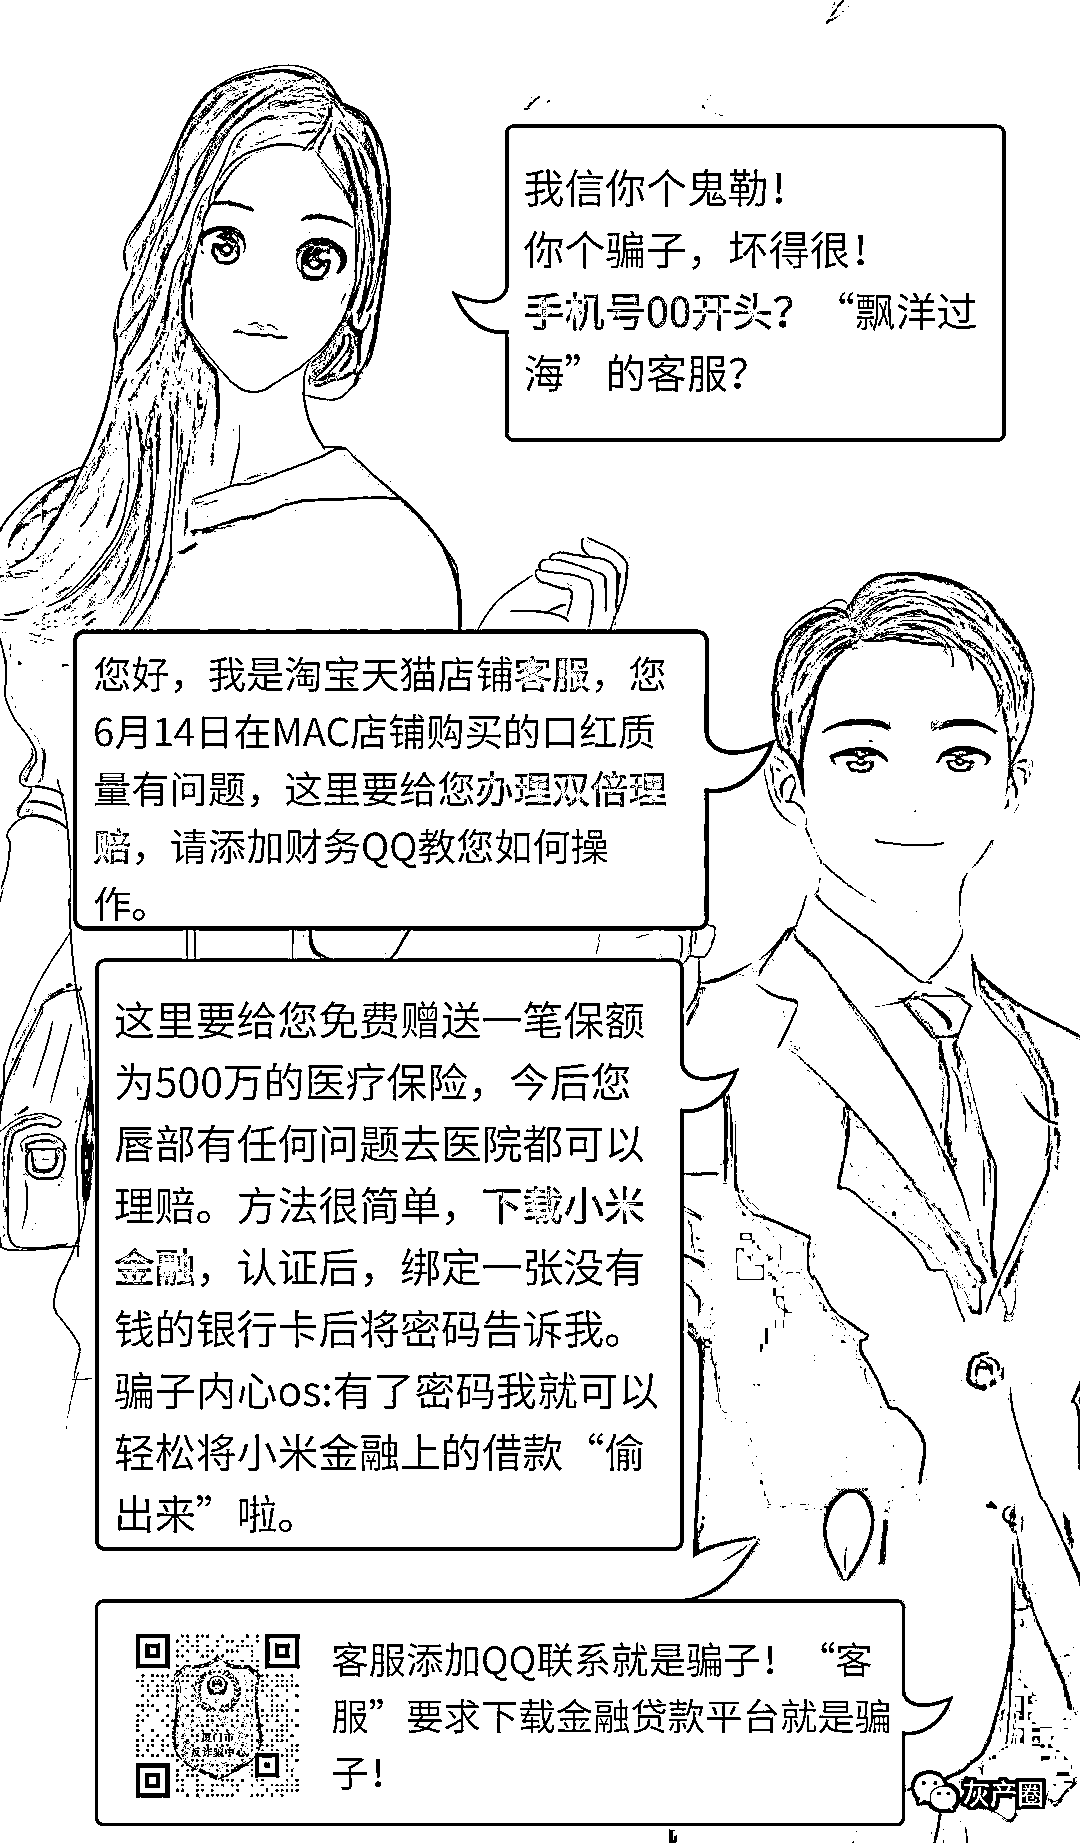 我信你个鬼勒！
你个骗子，坏得很！
手机号00开头？“飘洋过
海”的客服？
您好，我是淘宝天猫店铺客服，您
6月14日在MAC店铺购买的口红质
量有问题，这里要给您办理双倍理
赔，请添加财务QQ教您如何操
作。
这里要给您免费赠送一笔保额
为500万的医疗保险，今后您
唇部有任何问题去医院都可以
理赔。方法很简单，下载小米
金融，认证后，绑定一张没有
钱的银行卡后将密码告诉我。
骗子内心os:有了密码我就可以
轻松将小米金融上的借款“偷
出来”啦。
客服添加QQ联系就是骗子！“客
服”要求下载金融贷款平台就是骗
子！
厦门市
反诈骗中心
灰产圈